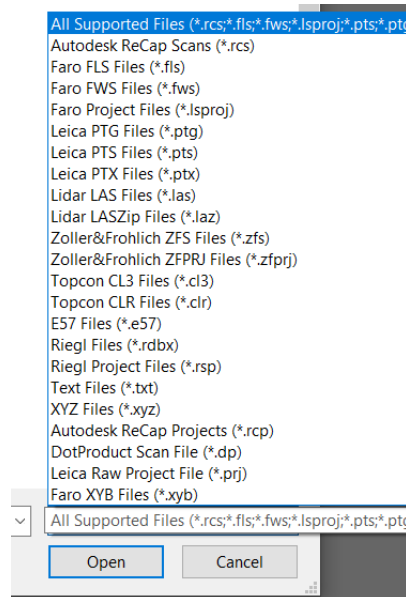 All Supported Files (*.rcs;*.fls;*.fws;*.lsproj;*.pts;*.ptg
Autodesk ReCap Scans (*.rcs)
Faro FLS Files (*.fls)
Faro FWS Files (*.fws)
Faro Project Files (*.lsproj)
Leica PTG Files (*.ptg)
Leica PTS Files (*.pts)
Leica PTX Files (*.ptx)
Lidar LAS Files (*.las)
Lidar LASZip Files (*.laz)
Zoller&Frohlich ZFS Files (*.zfs)
Zoller&Frohlich ZFPRJ Files (*.zfprj)
Topcon CL3 Files (*.cl3)
Topcon CLR Files (*.clr)
E57 Files (*.e57)
Riegl Files (*.rdbx)
Riegl Project Files (*.rsp)
Text Files (*.txt)
XYZ Files (*.xyz)
Autodesk ReCap Projects (*.rcp)
DotProduct Scan File (*.dp)
Leica Raw Project File (*.prj)
Faro XYB Files (*.xyb)
All Supported Files (*.rcs;*.fls;*.fws;*.lsproj;*.pts;*.ptg
Open Cancel